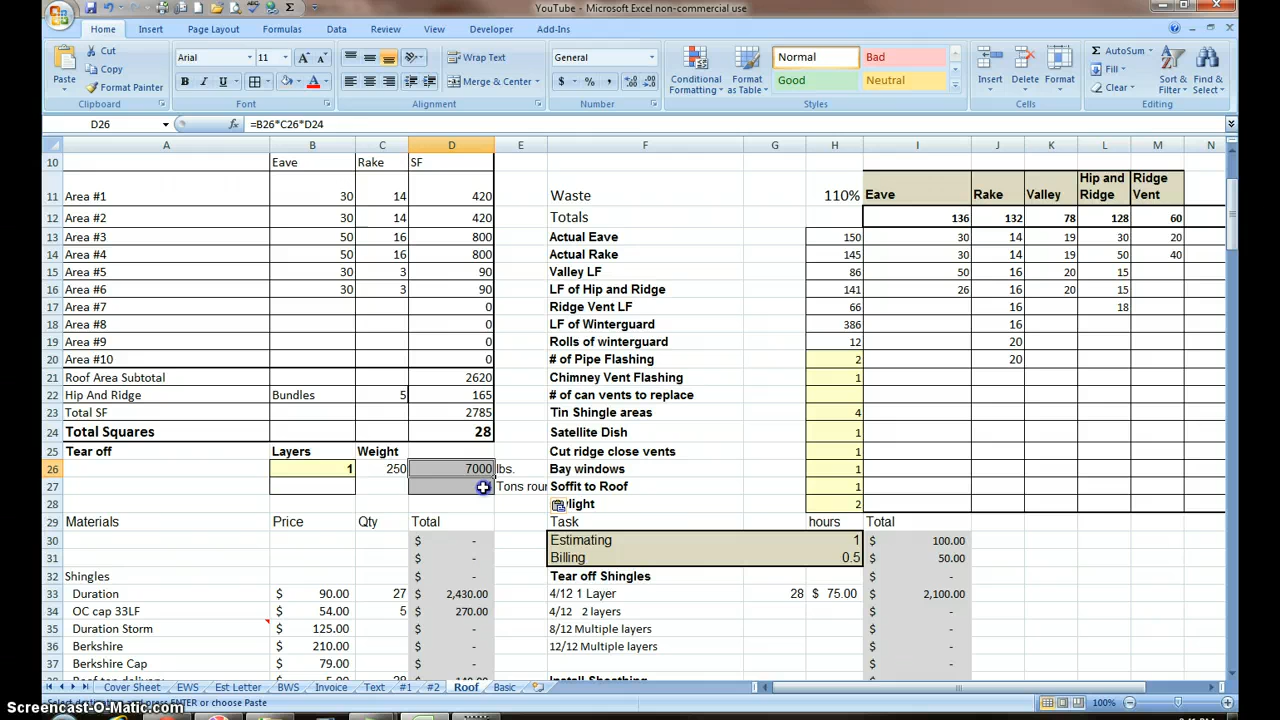 YouTube - Microsoft Excel non-commercial use
Home Insert Page Layout Formulas Data Review View Developer Add-Ins
Cut
Copy
Paste
Format Painter
Clipboard
Arial 11
B I U
Font
Wrap Text
Merge & Center
Alignment
General
$ % ,
Number
Conditional Formatting
Format as Table
Normal Bad
Good Neutral
Styles
Insert Delete Format
Cells
AutoSum
Fill
Clear
Sort & Filter
Find & Select
Editing
D26 fx =B26*C26*D24
A B C D E F G H I J K L M N
10 Eave Rake SF
11 Area #1 30 14 420 Waste 110% Eave Rake Valley Hip and Ridge Ridge Vent
12 Area #2 30 14 420 Totals 136 132 78 128 60
13 Area #3 50 16 800 Actual Eave 150 30 14 19 30 20
14 Area #4 50 16 800 Actual Rake 145 30 14 19 50 40
15 Area #5 30 3 90 Valley LF 86 50 16 20 15
16 Area #6 30 3 90 LF of Hip and Ridge 141 26 16 20 15
17 Area #7 0 Ridge Vent LF 66 16 18
18 Area #8 0 LF of Winterguard 386 16
19 Area #9 0 Rolls of winterguard 12 20
20 Area #10 0 # of Pipe Flashing 2 20
21 Roof Area Subtotal 2620 Chimney Vent Flashing 1
22 Hip And Ridge Bundles 5 165 # of can vents to replace
23 Total SF 2785 Tin Shingle areas 4
24 Total Squares 28 Satellite Dish 1
25 Tear off Layers Weight Cut ridge close vents 1
26 1 250 7000 lbs. Bay windows 1
27 Tons roun Soffit to Roof 1
28 light 2
29 Materials Price Qty Total Task hours Total
30 $ - Estimating 1 $ 100.00
31 $ - Billing 0.5 $ 50.00
32 Shingles $ - Tear off Shingles $ -
33 Duration $ 90.00 27 $ 2,430.00 4/12 1 Layer 28 $ 75.00 $ 2,100.00
34 OC cap 33LF $ 54.00 5 $ 270.00 4/12 2 layers $ -
35 Duration Storm $ 125.00 $ - 8/12 Multiple layers $ -
36 Berkshire $ 210.00 $ - 12/12 Multiple layers $ -
37 Berkshire Cap $ 79.00 $ - $ -
Cover Sheet EWS Est Letter BWS Invoice Text #1 #2 Roof Basic
ENTER or choose Paste 100%
Screencast-O-Matic.com